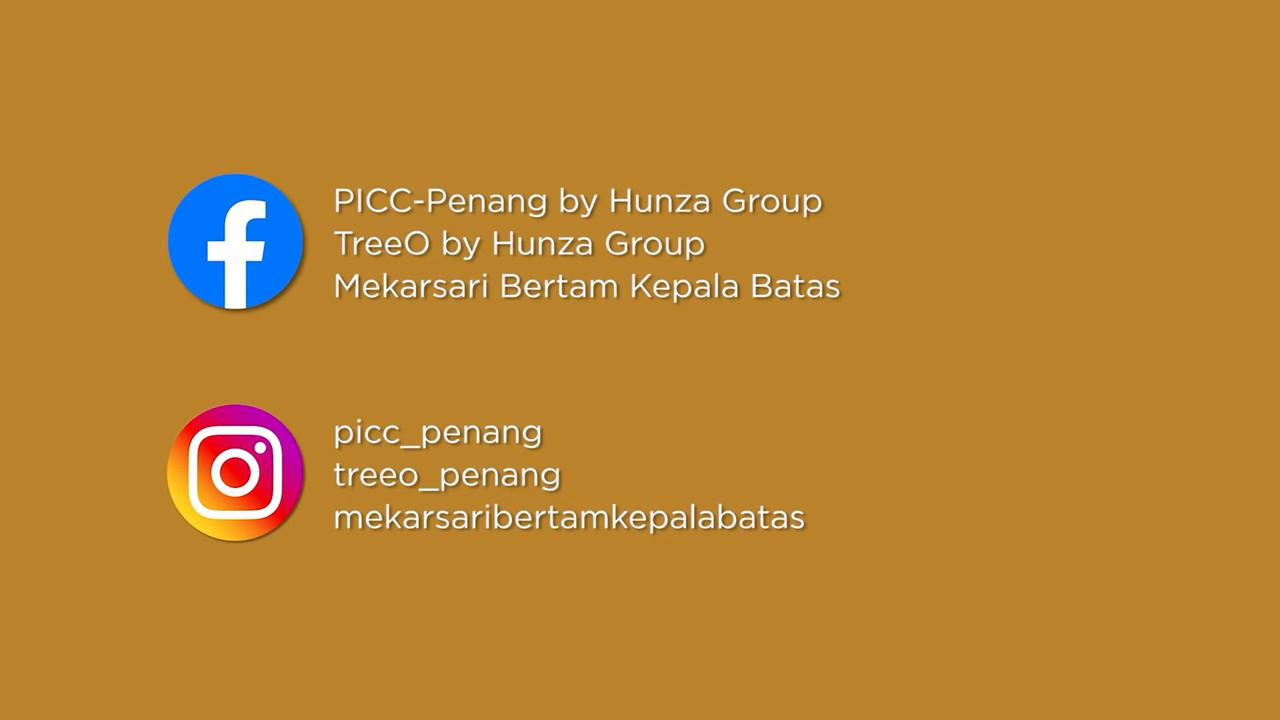 PICC-Penang by Hunza Group
TreeO by Hunza Group
Mekarsari Bertam Kepala Batas
picc_penang
treeo_penang
mekarsaribertamkepalabatas